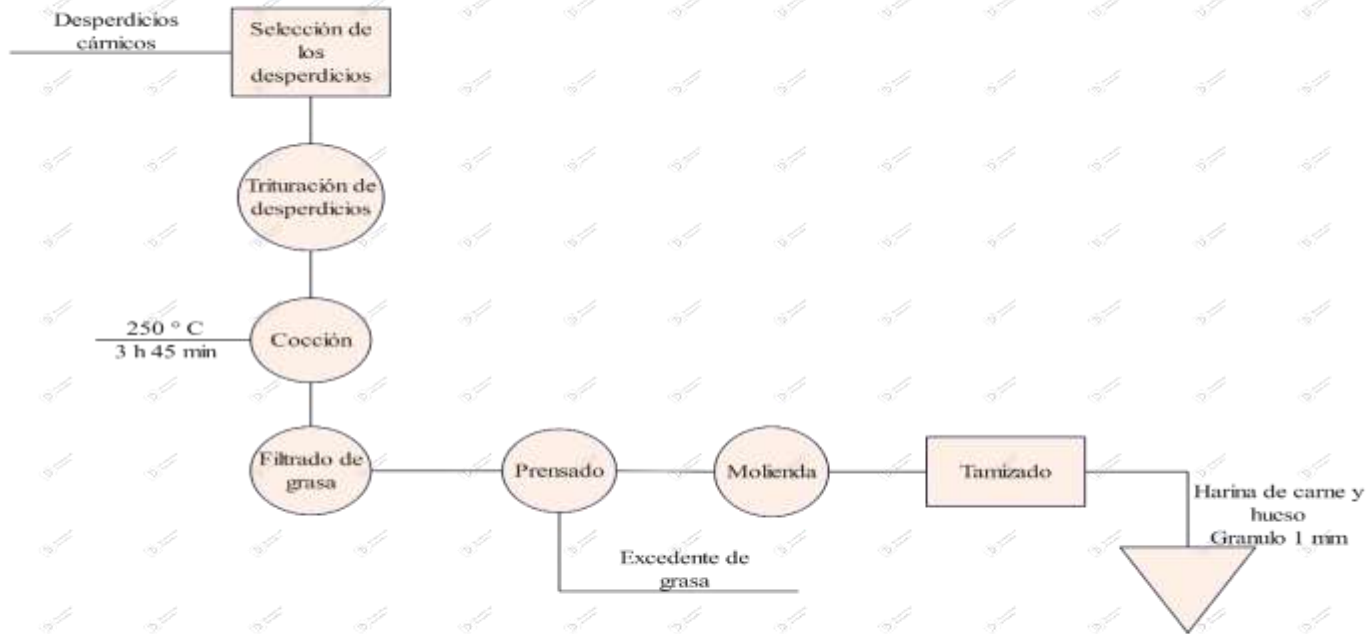 Desperdicios
cárnicos
Selección de
los
desperdicios
Trituración de
desperdicios
250 ° C
3 h 45 min
Cocción
Filtrado de
grasa
Prensado
Molienda
Tamizado
Harina de carne y
hueso
Granulo 1 mm
Excedente de
grasa